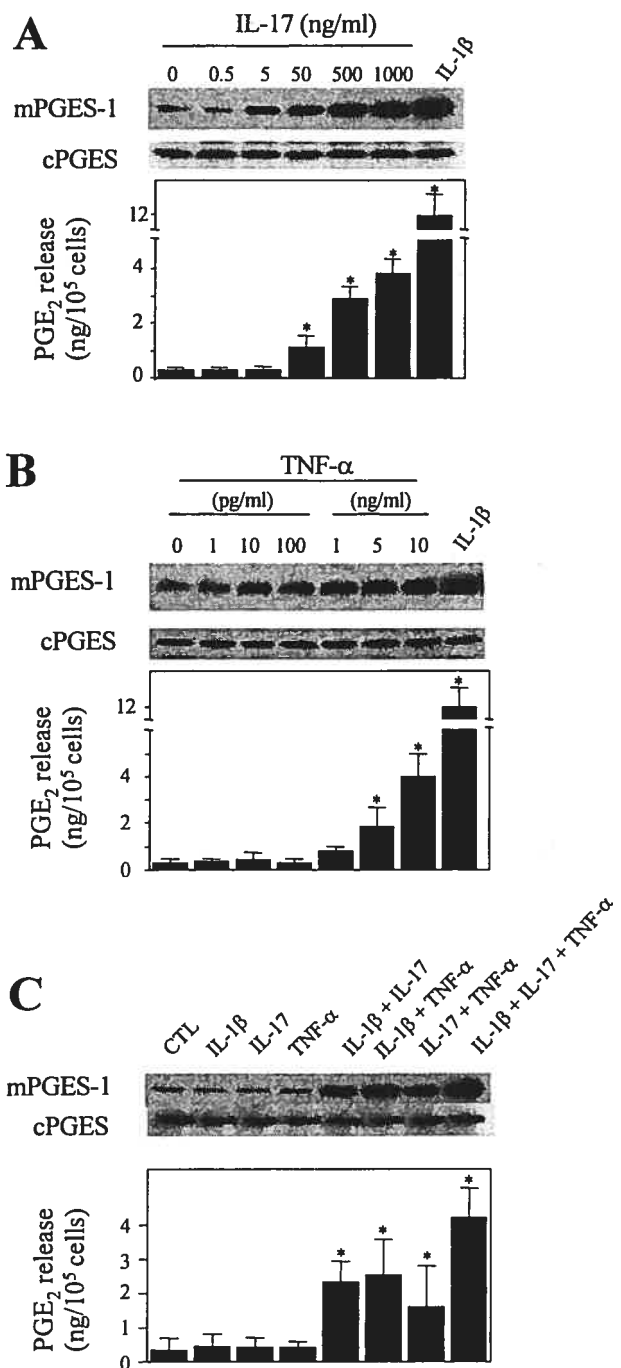 A
IL-17 (ng/ml)
0 0.5 5 50 500 1000 IL-1β
mPGES-1
cPGES
PGE₂ release
(ng/10⁵ cells)
12
4
2
0
* * * *
B
TNF-α
(pg/ml) (ng/ml)
0 1 10 100 1 5 10 IL-1β
mPGES-1
cPGES
PGE₂ release
(ng/10⁵ cells)
12
4
2
0
* * *
C
CTL IL-1β IL-17 TNF-α IL-1β + IL-17 IL-1β + TNF-α IL-17 + TNF-α IL-1β + IL-17 + TNF-α
mPGES-1
cPGES
PGE₂ release
(ng/10⁵ cells)
4
3
2
1
0
* * * *